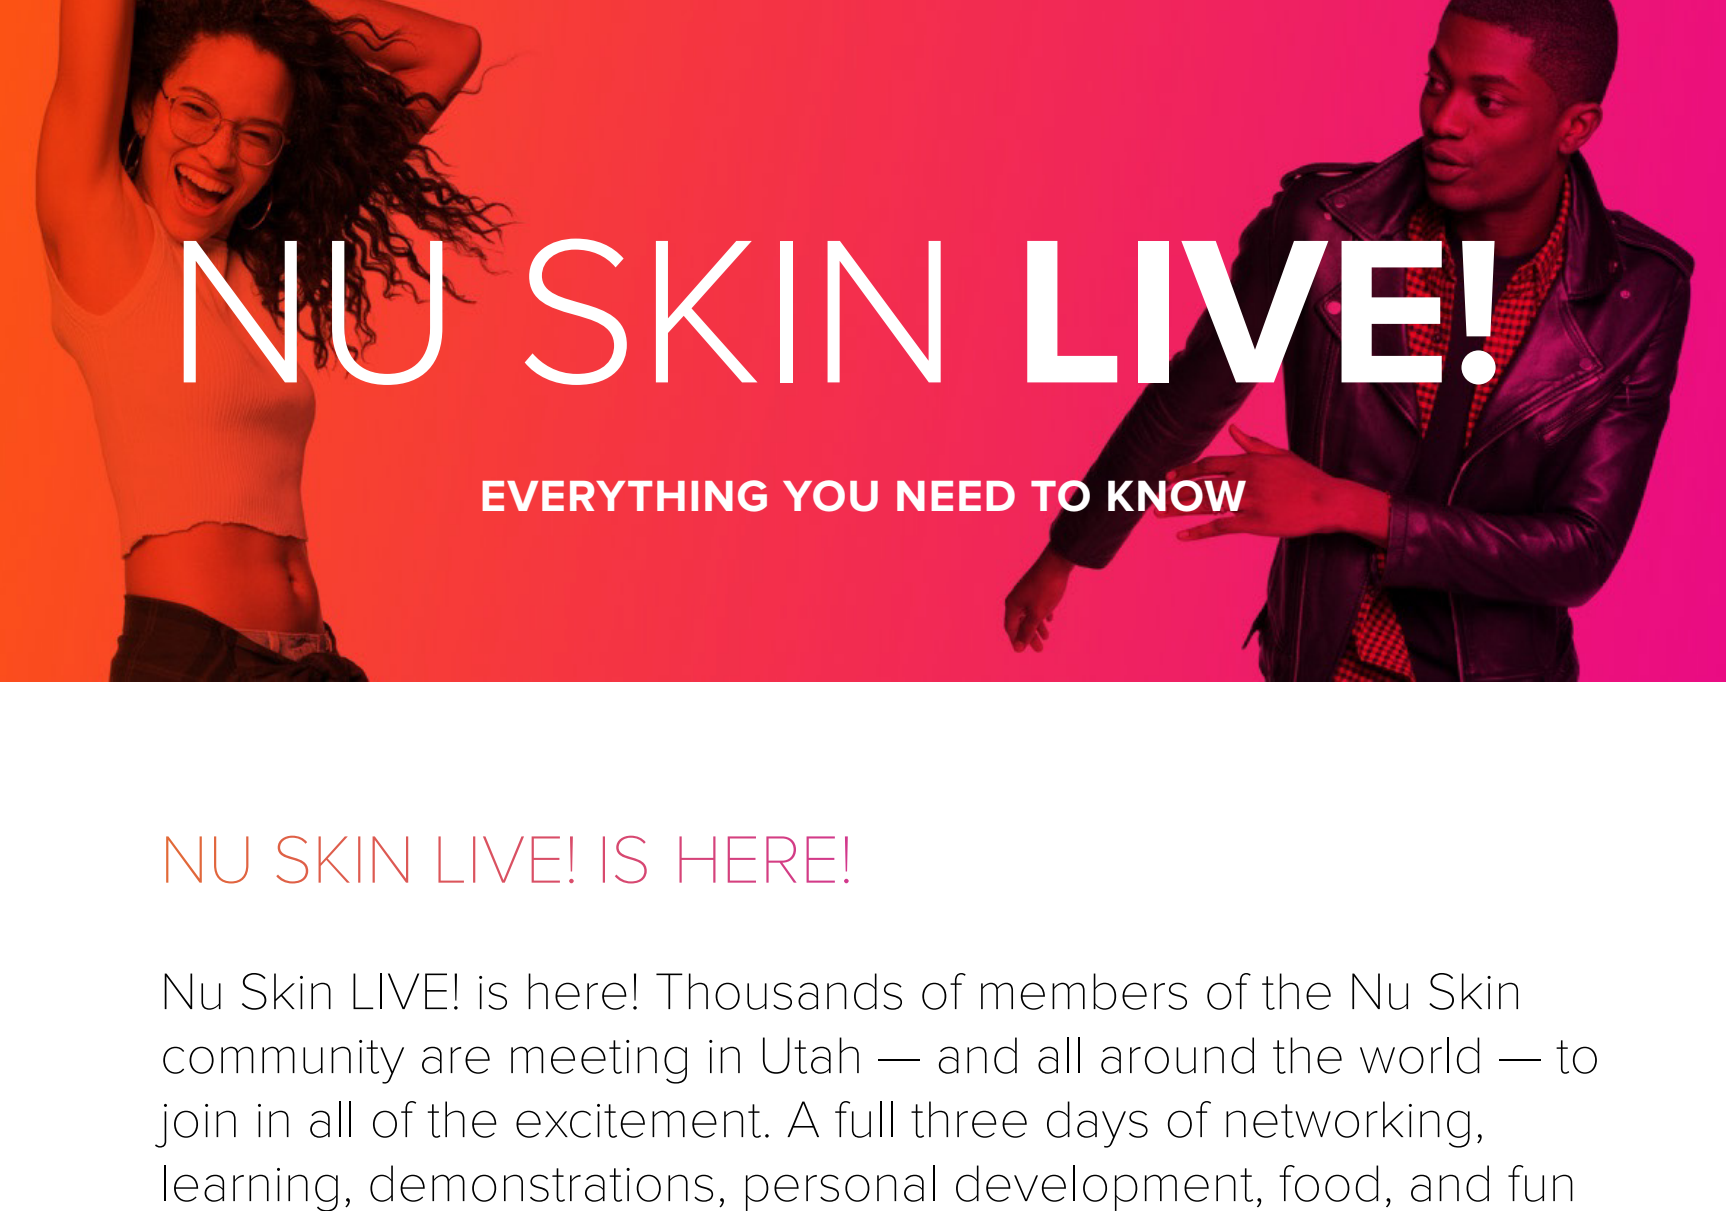 NU SKIN LIVE!
EVERYTHING YOU NEED TO KNOW
NU SKIN LIVE! IS HERE!
Nu Skin LIVE! is here! Thousands of members of the Nu Skin
community are meeting in Utah — and all around the world — to
join in all of the excitement. A full three days of networking,
learning, demonstrations, personal development, food, and fun